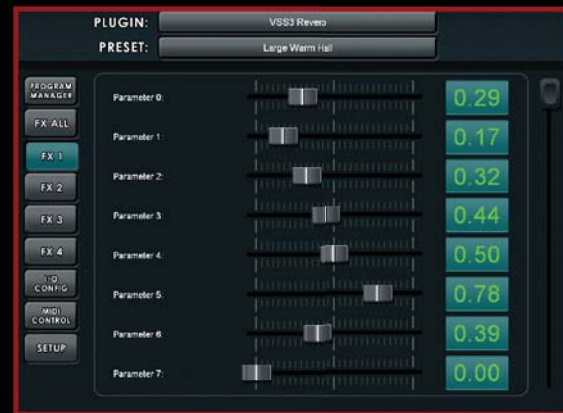 PLUGIN: VSS3 Reverb
PRESET: Large Warm Hall
PROGRAM
MANAGER
FX ALL
FX 1
FX 2
FX 3
FX 4
I/O
CONFIG
MIDI
CONTROL
SETUP
Parameter 0: 0.29
Parameter 1: 0.17
Parameter 2: 0.32
Parameter 3: 0.44
Parameter 4: 0.50
Parameter 5: 0.78
Parameter 6: 0.39
Parameter 7: 0.00